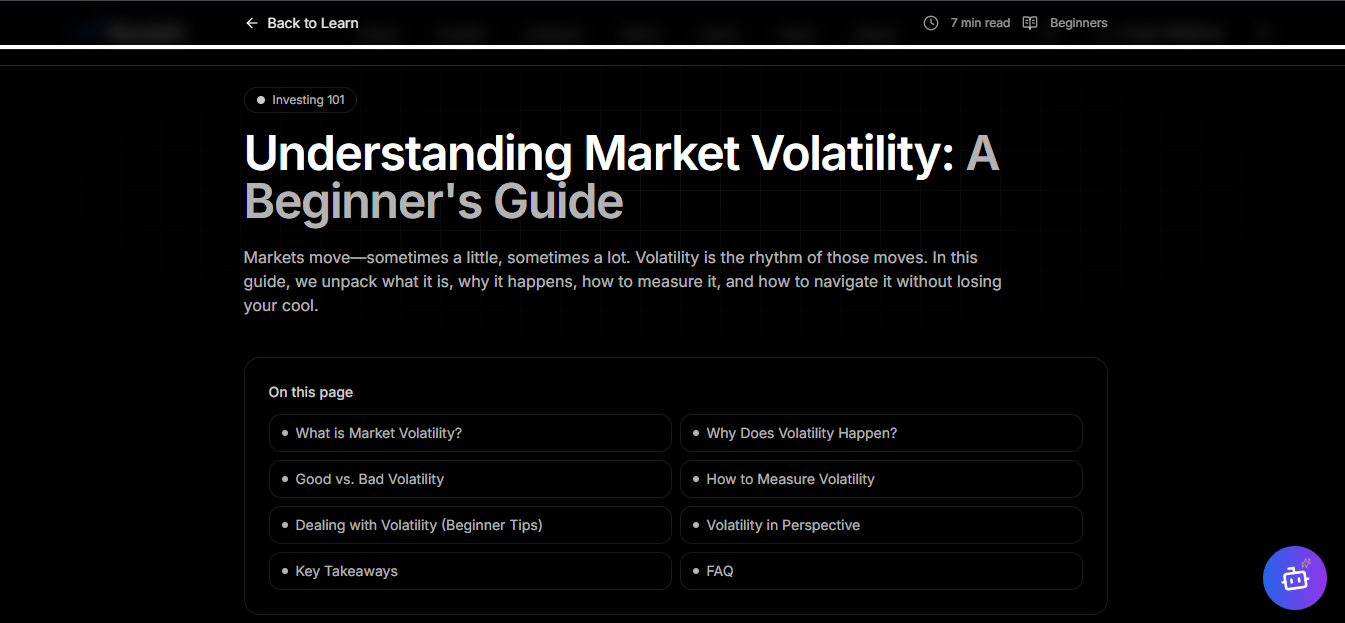 Back to Learn
7 min read
Beginners
Investing 101
Understanding Market Volatility: A
Beginner's Guide
Markets move—sometimes a little, sometimes a lot. Volatility is the rhythm of those moves. In this
guide, we unpack what it is, why it happens, how to measure it, and how to navigate it without losing
your cool.
On this page
What is Market Volatility?
Why Does Volatility Happen?
Good vs. Bad Volatility
How to Measure Volatility
Dealing with Volatility (Beginner Tips)
Volatility in Perspective
Key Takeaways
FAQ